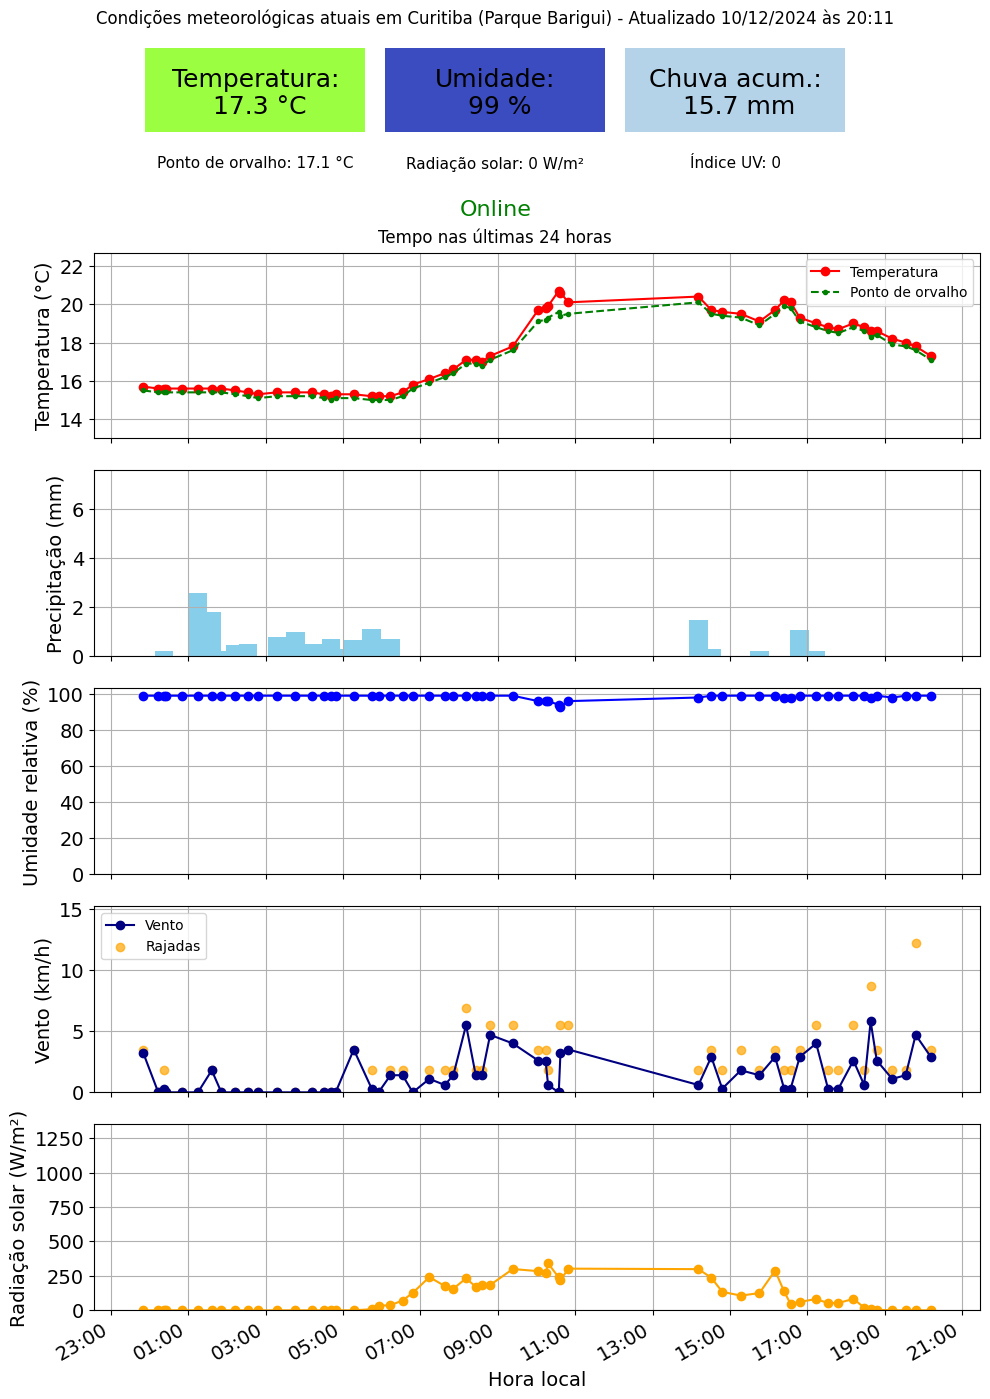 Condições meteorológicas atuais em Curitiba (Parque Barigui) - Atualizado 10/12/2024 às 20:11
Temperatura:
17.3 °C
Umidade:
99 %
Chuva acum.:
15.7 mm
Ponto de orvalho: 17.1 °C
Radiação solar: 0 W/m²
Índice UV: 0
Online
Tempo nas últimas 24 horas
Temperatura (°C)
22
20
18
16
14
Temperatura
Ponto de orvalho
Precipitação (mm)
6
4
2
0
Umidade relativa (%)
100
80
60
40
20
0
Vento (km/h)
15
10
5
0
Vento
Rajadas
Radiação solar (W/m²)
1250
1000
750
500
250
0
23:00
01:00
03:00
05:00
07:00
09:00
11:00
13:00
15:00
17:00
19:00
21:00
Hora local